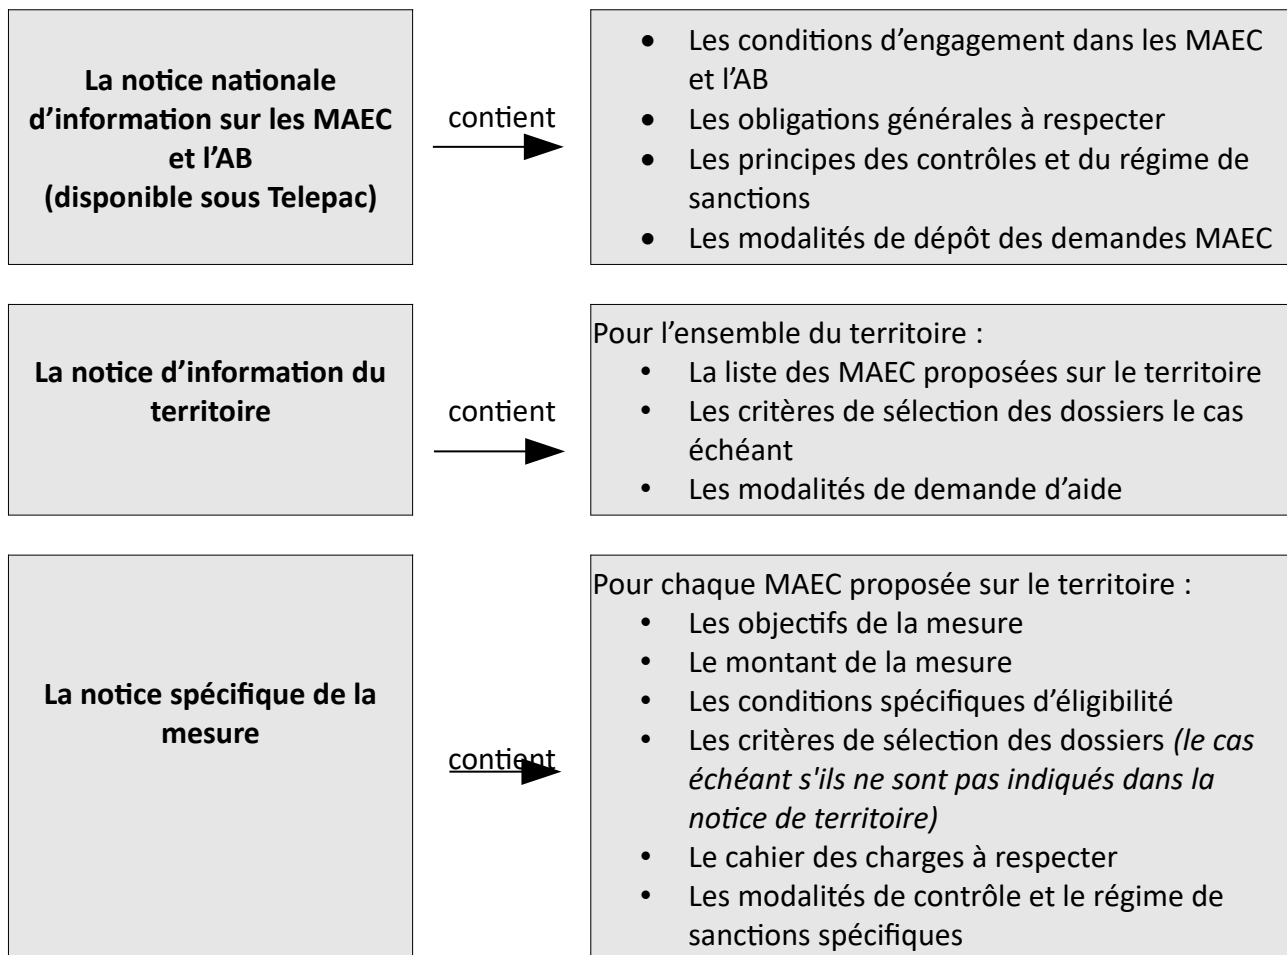 La notice nationale
d’information sur les MAEC
et l’AB
(disponible sous Telepac)
contient
• Les conditions d’engagement dans les MAEC
et l’AB
• Les obligations générales à respecter
• Les principes des contrôles et du régime de
sanctions
• Les modalités de dépôt des demandes MAEC
La notice d’information du
territoire
contient
Pour l’ensemble du territoire :
• La liste des MAEC proposées sur le territoire
• Les critères de sélection des dossiers le cas
échéant
• Les modalités de demande d’aide
La notice spécifique de la
mesure
contient
Pour chaque MAEC proposée sur le territoire :
• Les objectifs de la mesure
• Le montant de la mesure
• Les conditions spécifiques d’éligibilité
• Les critères de sélection des dossiers (le cas
échéant s'ils ne sont pas indiqués dans la
notice de territoire)
• Le cahier des charges à respecter
• Les modalités de contrôle et le régime de
sanctions spécifiques